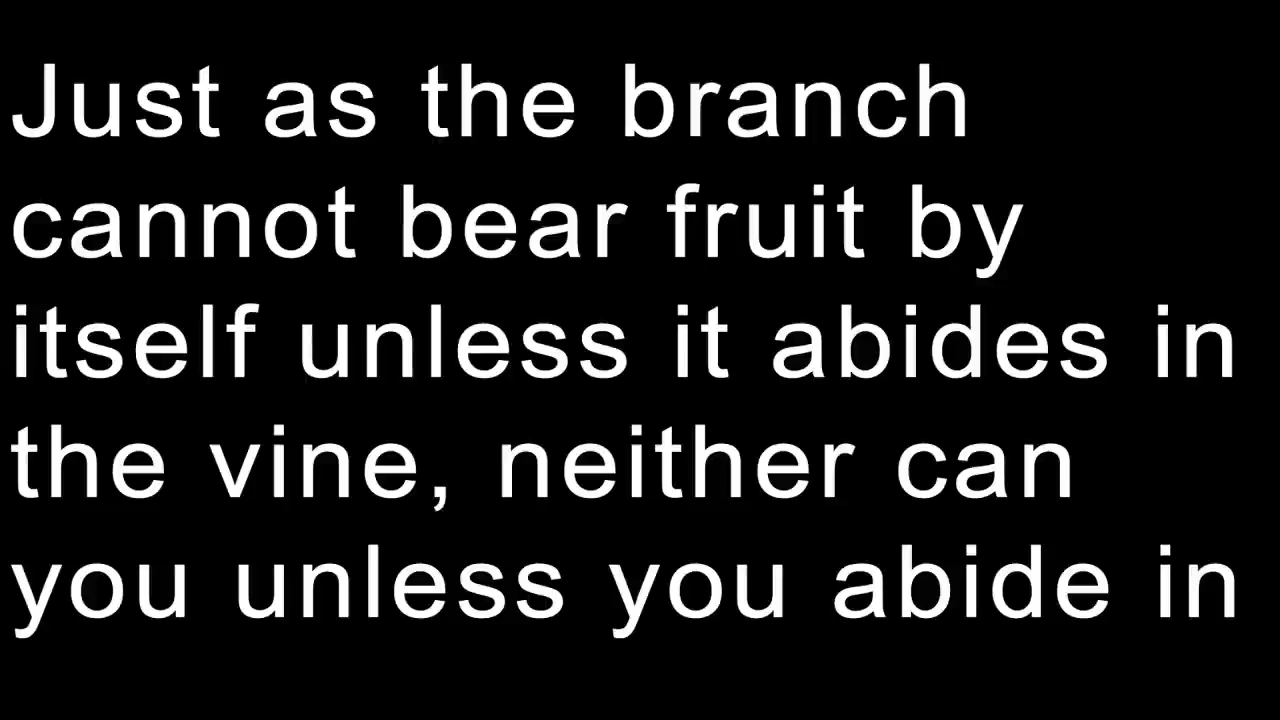 Just as the branch
cannot bear fruit by
itself unless it abides in
the vine, neither can
you unless you abide in